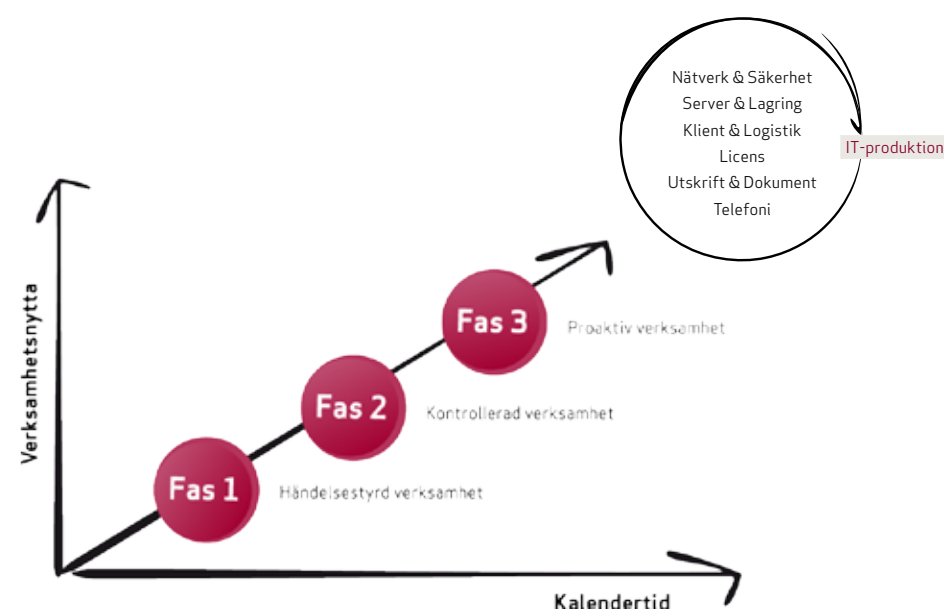 Nätverk & Säkerhet
Server & Lagring
Klient & Logistik
Licens
Utskrift & Dokument
Telefoni
IT-produktion
Verksamhetsnytta
Fas 3
Proaktiv verksamhet
Fas 2
Kontrollerad verksamhet
Fas 1
Händelsestyrd verksamhet
Kalendertid